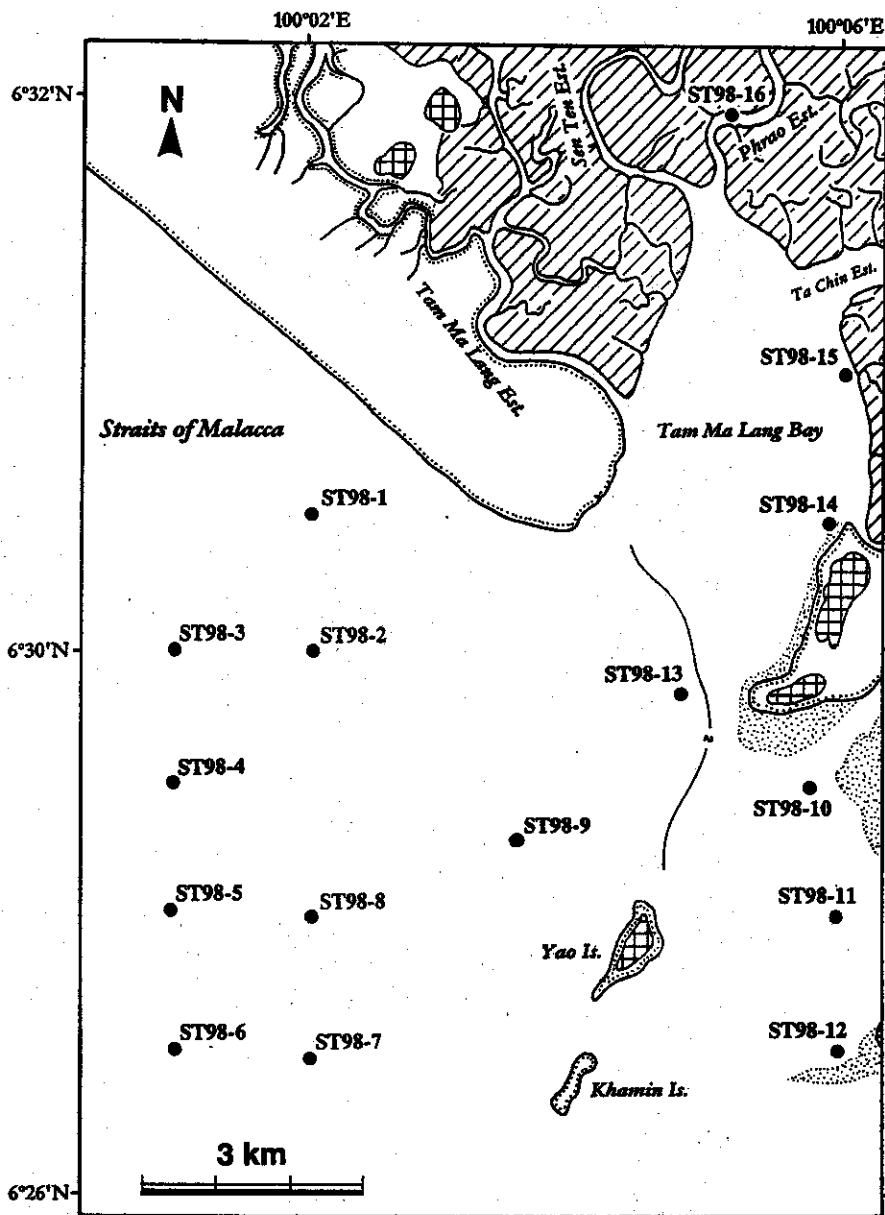 100°02'E
100°06'E
6°32'N
N
Sen Ten Est.
ST98-16
Phrao Est.
Ta Chin Est.
Tam Ma Lang Est.
ST98-15
Straits of Malacca
Tam Ma Lang Bay
ST98-1
ST98-14
6°30'N
ST98-3
ST98-2
ST98-13
2
ST98-4
ST98-10
ST98-9
ST98-5
ST98-8
ST98-11
Yao Is.
ST98-6
ST98-7
ST98-12
Khamin Is.
3 km
6°26'N